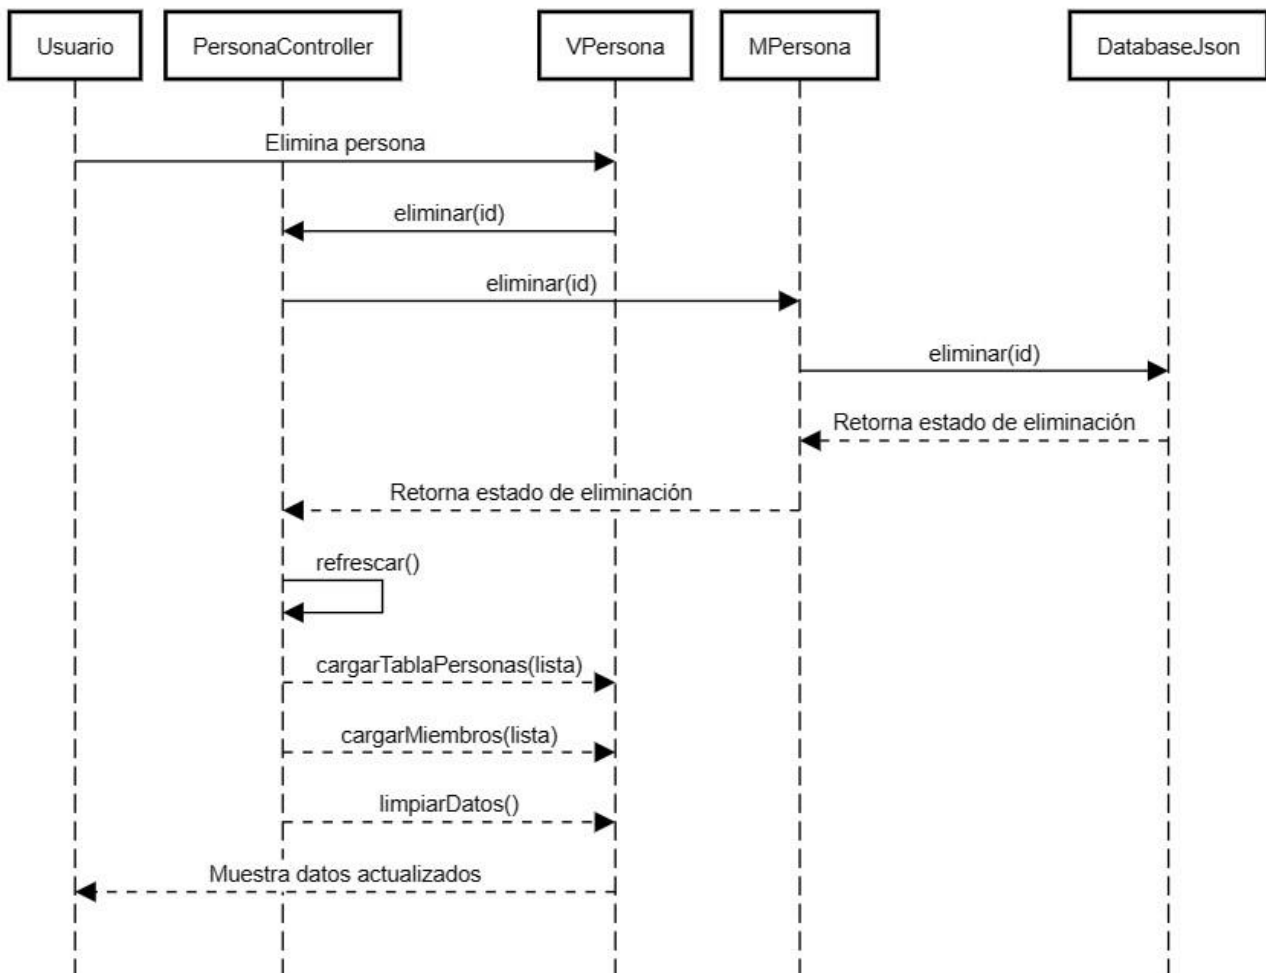 Usuario
PersonaController
VPersona
MPersona
DatabaseJson
Elimina persona
eliminar(id)
eliminar(id)
eliminar(id)
Retorna estado de eliminación
Retorna estado de eliminación
refrescar()
cargarTablaPersonas(lista)
cargarMiembros(lista)
limpiarDatos()
Muestra datos actualizados